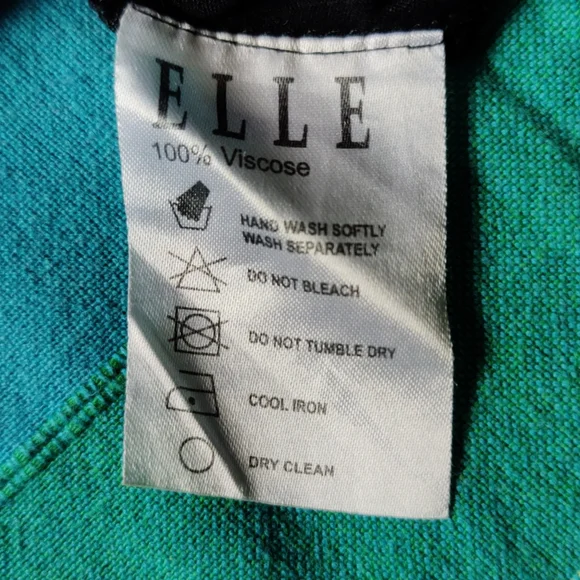 ELLE
100% Viscose
HAND WASH SOFTLY
WASH SEPARATELY
DO NOT BLEACH
DO NOT TUMBLE DRY
COOL IRON
DRY CLEAN